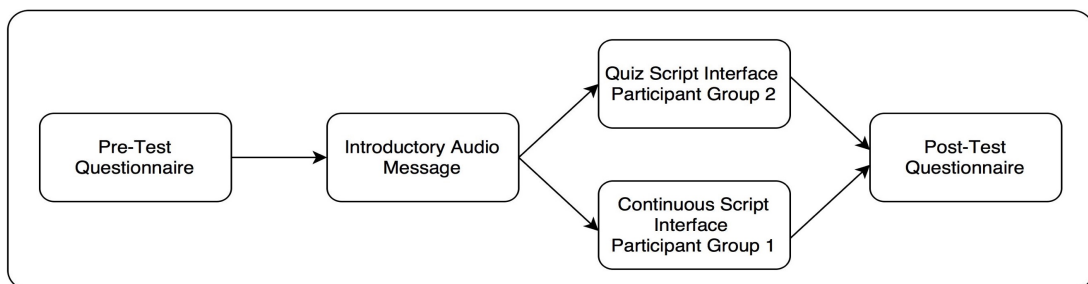 Pre-Test
Questionnaire
Introductory Audio
Message
Quiz Script Interface
Participant Group 2
Continuous Script
Interface
Participant Group 1
Post-Test
Questionnaire